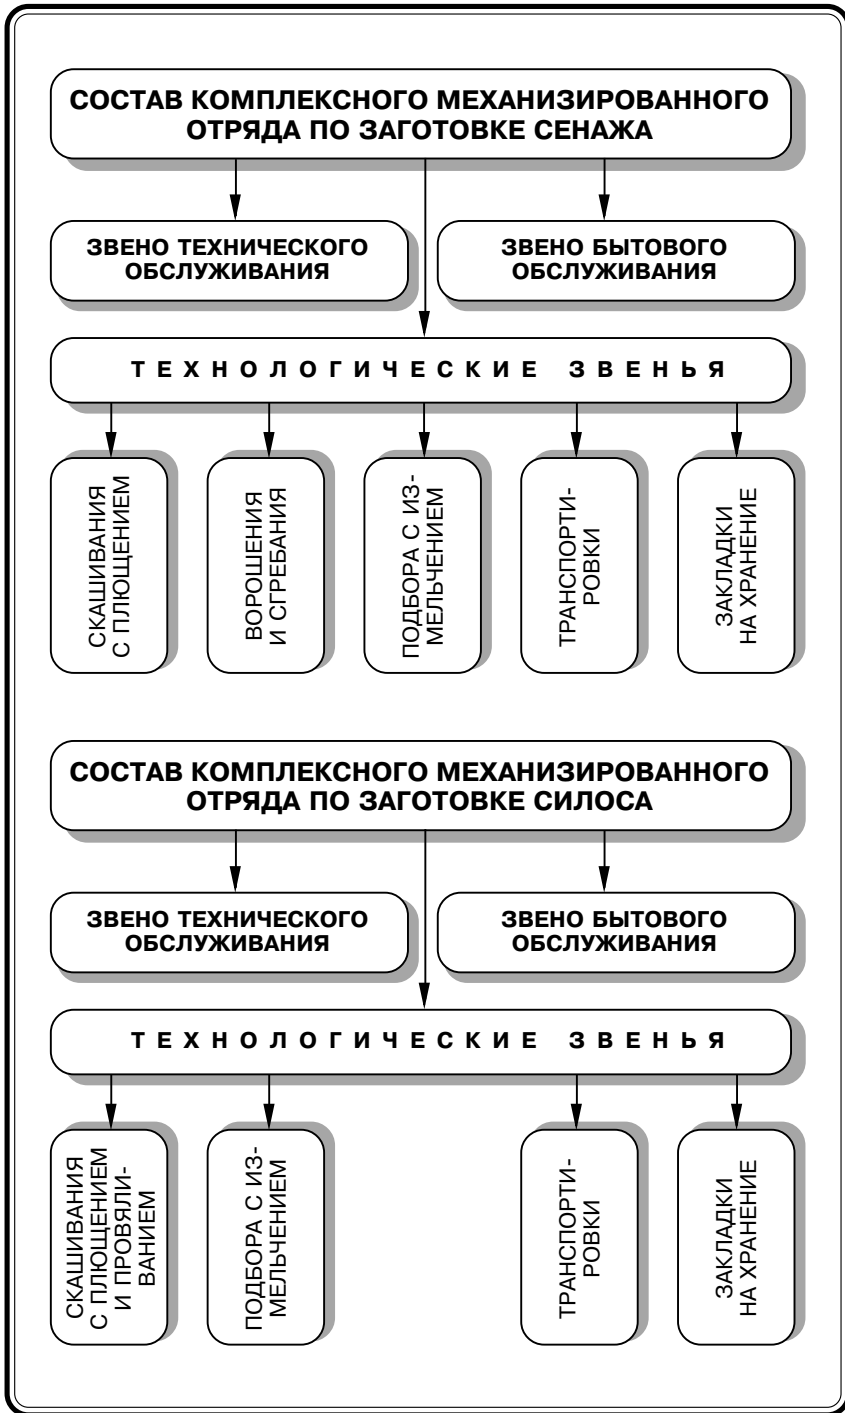 СОСТАВ КОМПЛЕКСНОГО МЕХАНИЗИРОВАННОГО
ОТРЯДА ПО ЗАГОТОВКЕ СЕНАЖА
ЗВЕНО ТЕХНИЧЕСКОГО
ОБСЛУЖИВАНИЯ
ЗВЕНО БЫТОВОГО
ОБСЛУЖИВАНИЯ
ТЕХНОЛОГИЧЕСКИЕ ЗВЕНЬЯ
СКАШИВАНИЯ
С ПЛЮЩЕНИЕМ
ВОРОШЕНИЯ
И СГРЕБАНИЯ
ПОДБОРА С ИЗ-
МЕЛЬЧЕНИЕМ
ТРАНСПОРТИ-
РОВКИ
ЗАКЛАДКИ
НА ХРАНЕНИЕ
СОСТАВ КОМПЛЕКСНОГО МЕХАНИЗИРОВАННОГО
ОТРЯДА ПО ЗАГОТОВКЕ СИЛОСА
ЗВЕНО ТЕХНИЧЕСКОГО
ОБСЛУЖИВАНИЯ
ЗВЕНО БЫТОВОГО
ОБСЛУЖИВАНИЯ
ТЕХНОЛОГИЧЕСКИЕ ЗВЕНЬЯ
СКАШИВАНИЯ
С ПЛЮЩЕНИЕМ
И ПРОВЯЛИ-
ВАНИЕМ
ПОДБОРА С ИЗ-
МЕЛЬЧЕНИЕМ
ТРАНСПОРТИ-
РОВКИ
ЗАКЛАДКИ
НА ХРАНЕНИЕ